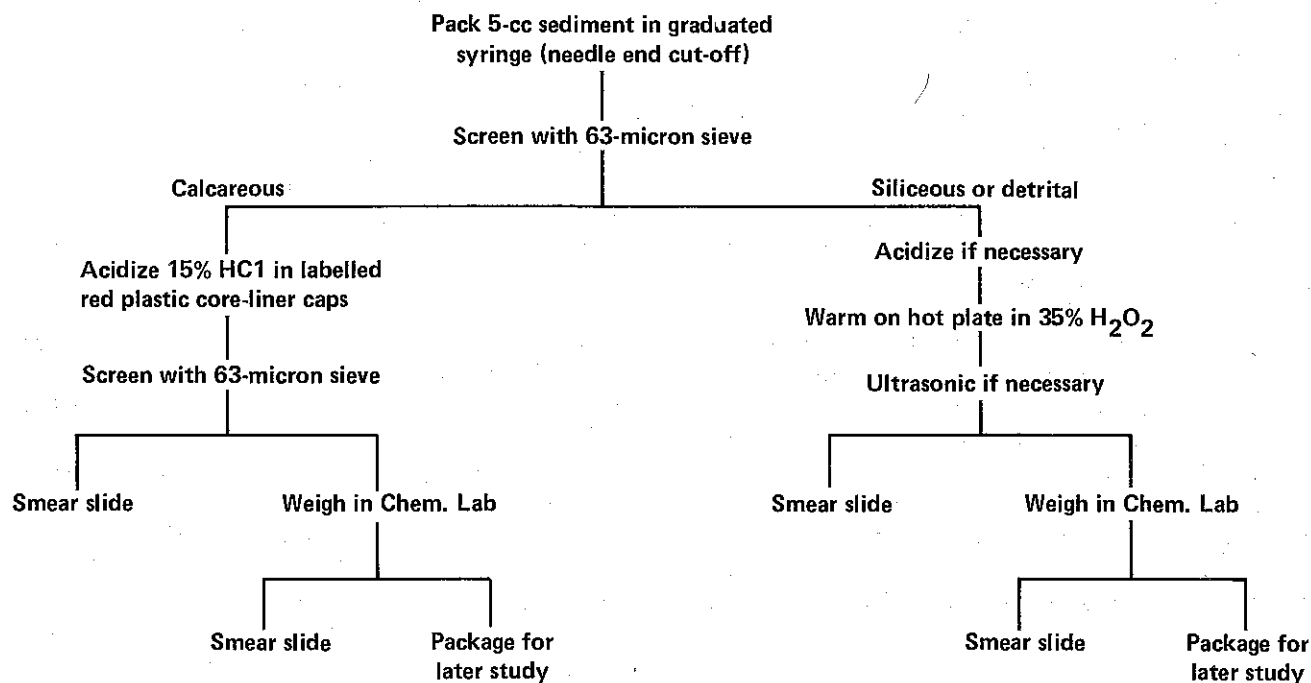 Pack 5-cc sediment in graduated
syringe (needle end cut-off)
Screen with 63-micron sieve
Calcareous
Siliceous or detrital
Acidize 15% HC1 in labelled
red plastic core-liner caps
Acidize if necessary
Warm on hot plate in 35% H₂O₂
Screen with 63-micron sieve
Ultrasonic if necessary
Smear slide
Weigh in Chem. Lab
Smear slide
Weigh in Chem. Lab
Smear slide
Package for
later study
Smear slide
Package for
later study